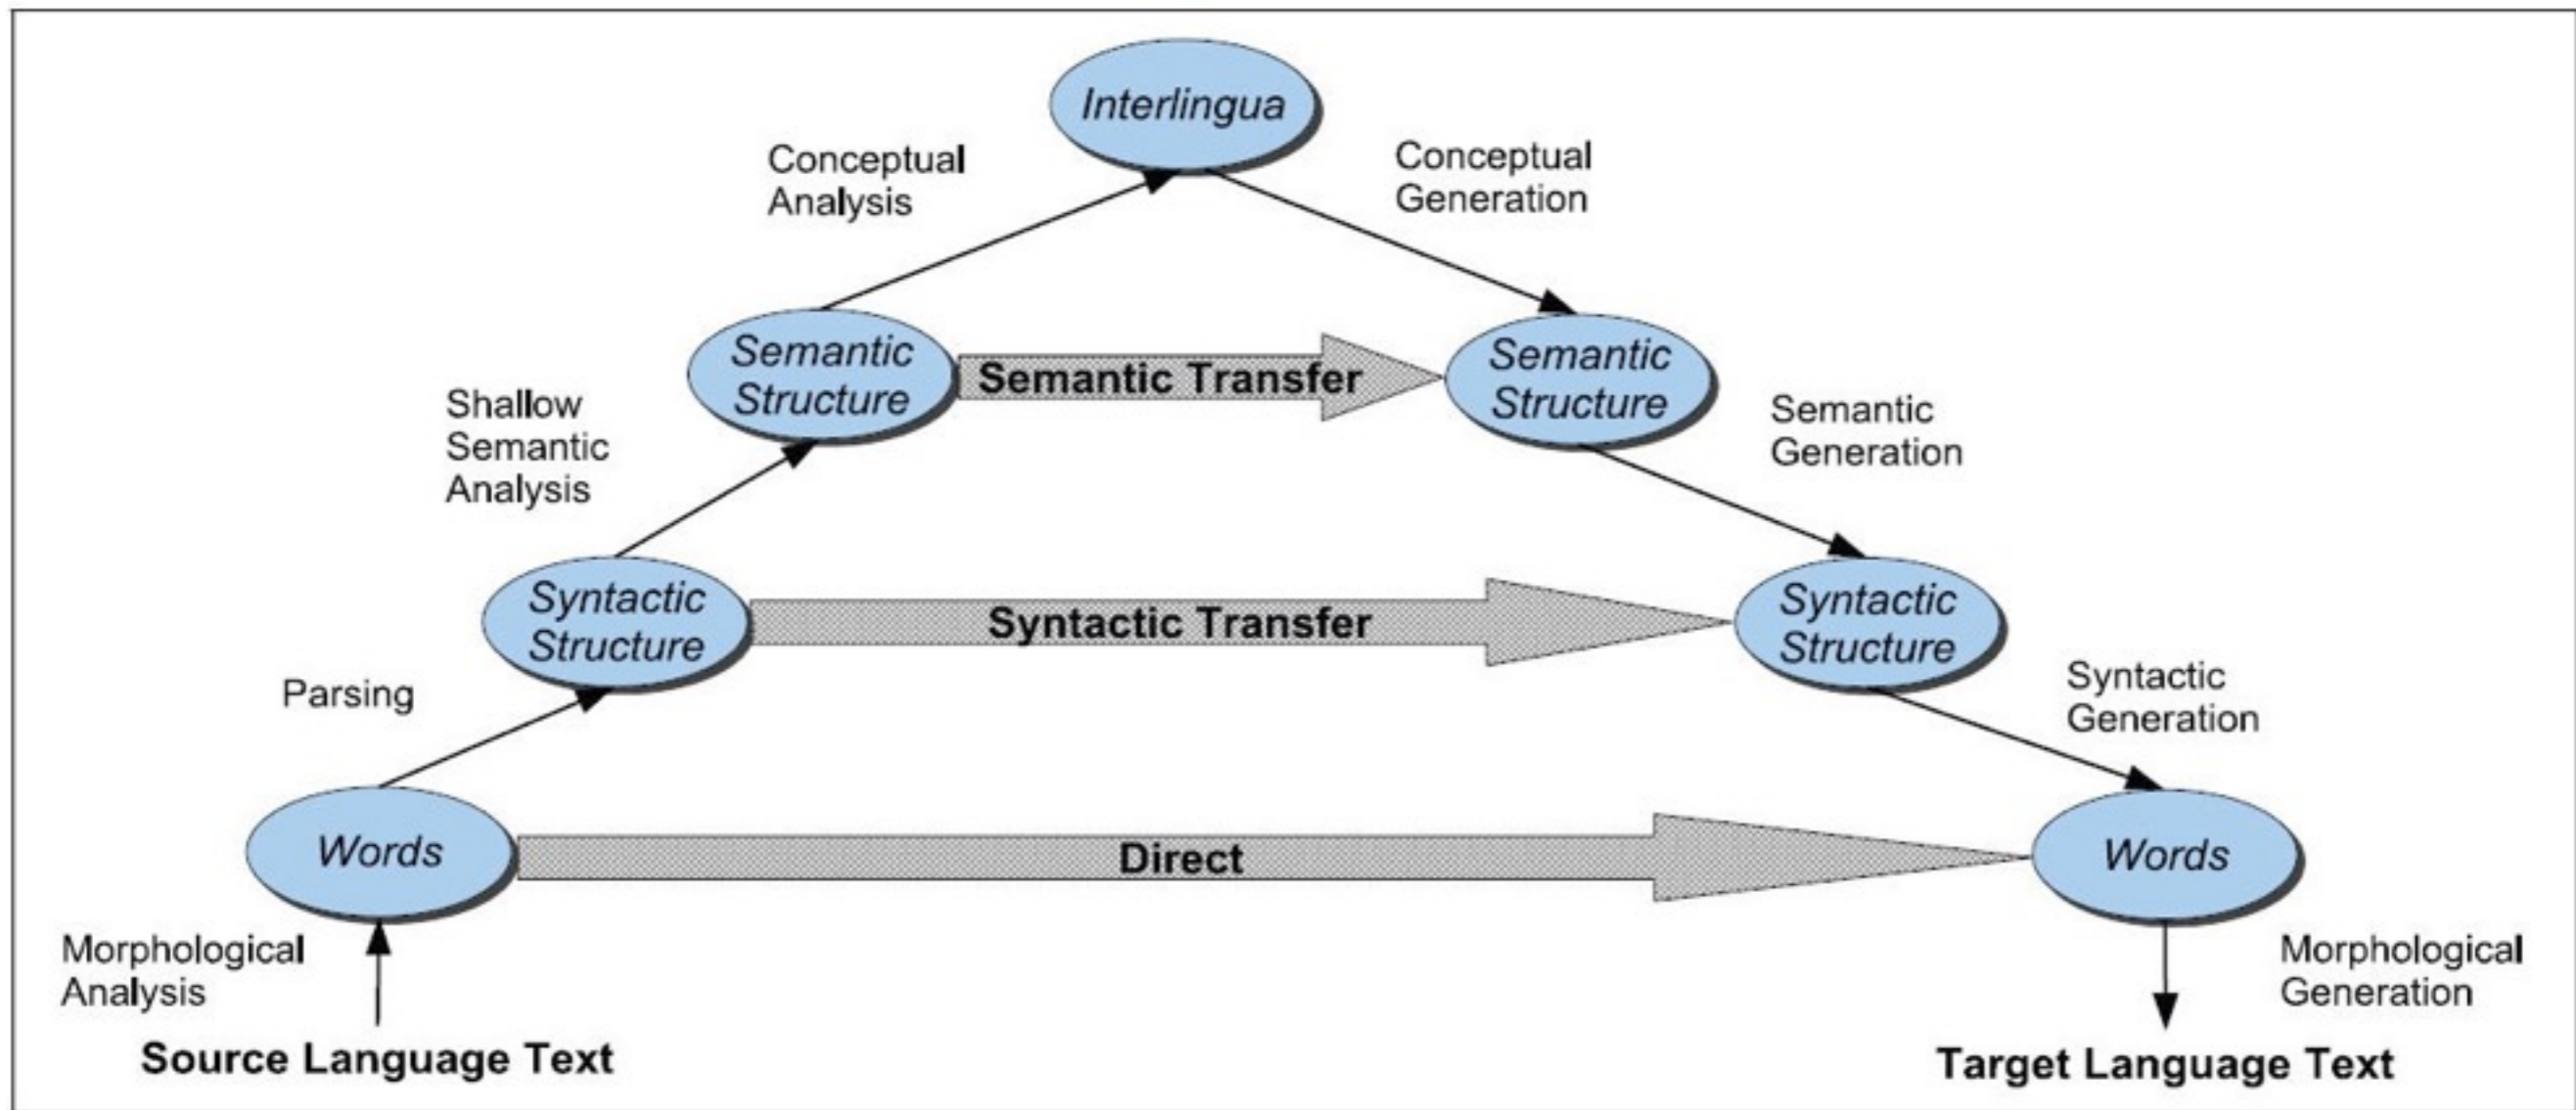 Interlingua
Conceptual
Analysis
Conceptual
Generation
Semantic
Structure
Semantic Transfer
Semantic
Structure
Shallow
Semantic
Analysis
Semantic
Generation
Syntactic
Structure
Syntactic Transfer
Syntactic
Structure
Parsing
Syntactic
Generation
Words
Direct
Words
Morphological
Analysis
Morphological
Generation
Source Language Text
Target Language Text